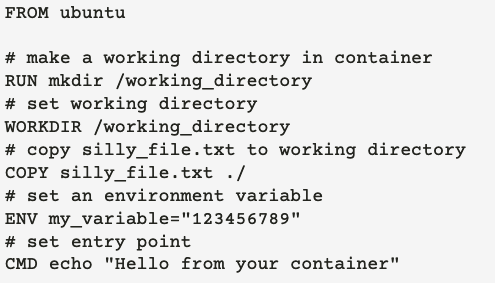 FROM ubuntu
# make a working directory in container
RUN mkdir /working_directory
# set working directory
WORKDIR /working_directory
# copy silly_file.txt to working directory
COPY silly_file.txt ./
# set an environment variable
ENV my_variable="123456789"
# set entry point
CMD echo "Hello from your container"